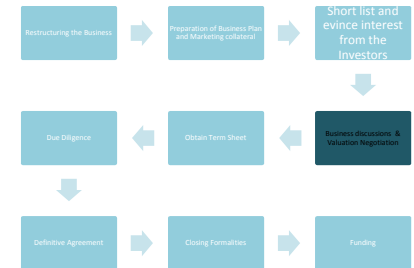 Restructuring the Business
Preparation of Business Plan
and Marketing collateral
Short list and
evince interest
from the
Investors
Due Diligence
Obtain Term Sheet
Business discussions &
Valuation Negotiation
Definitive Agreement
Closing Formalities
Funding